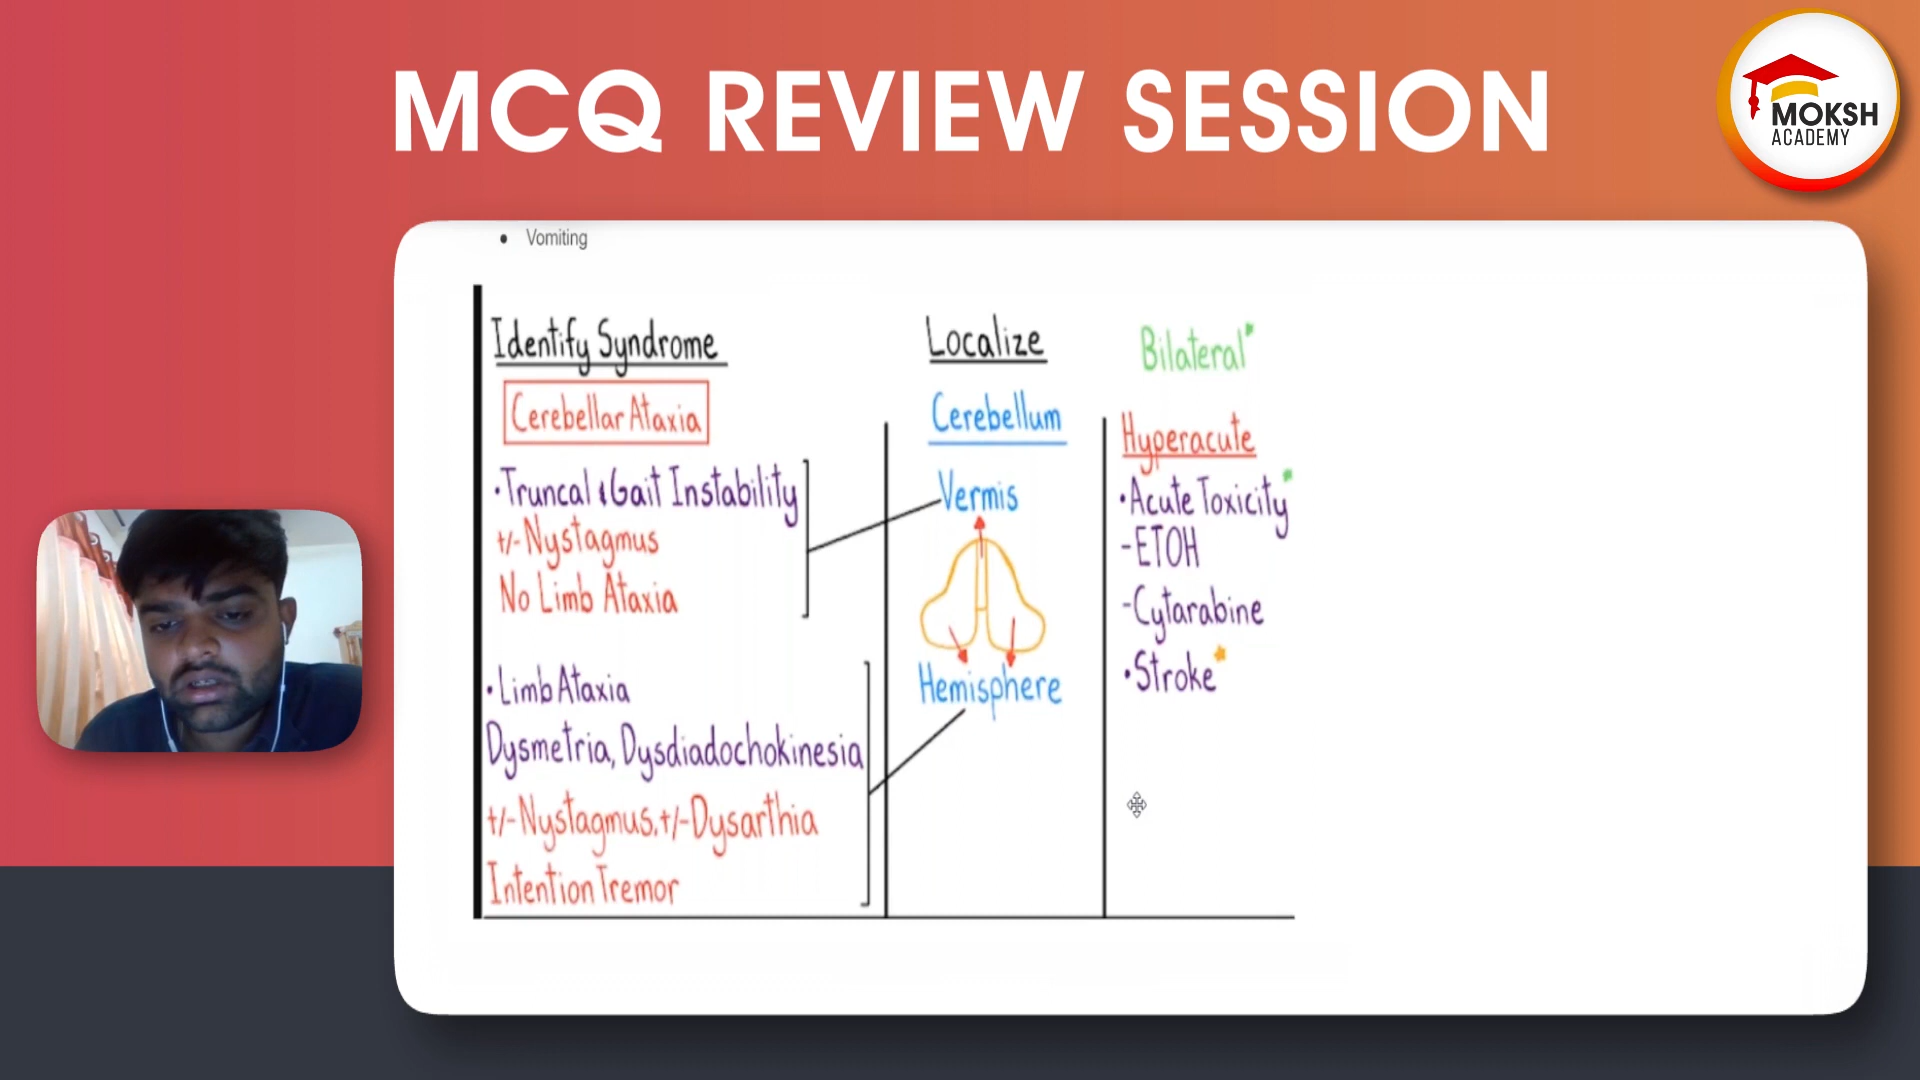 MCQ REVIEW SESSION
MOKSH
ACADEMY
• Vomiting
Identify Syndrome
Cerebellar Ataxia
•Truncal & Gait Instability
+/- Nystagmus
No Limb Ataxia
•Limb Ataxia
Dysmetria, Dysdiadochokinesia
+/- Nystagmus. +/- Dysarthia
Intention Tremor
Localize
Cerebellum
Vermis
Hemisphere
Bilateral
Hyperacute
•Acute Toxicity
-ETOH
-Cytarabine
•Stroke